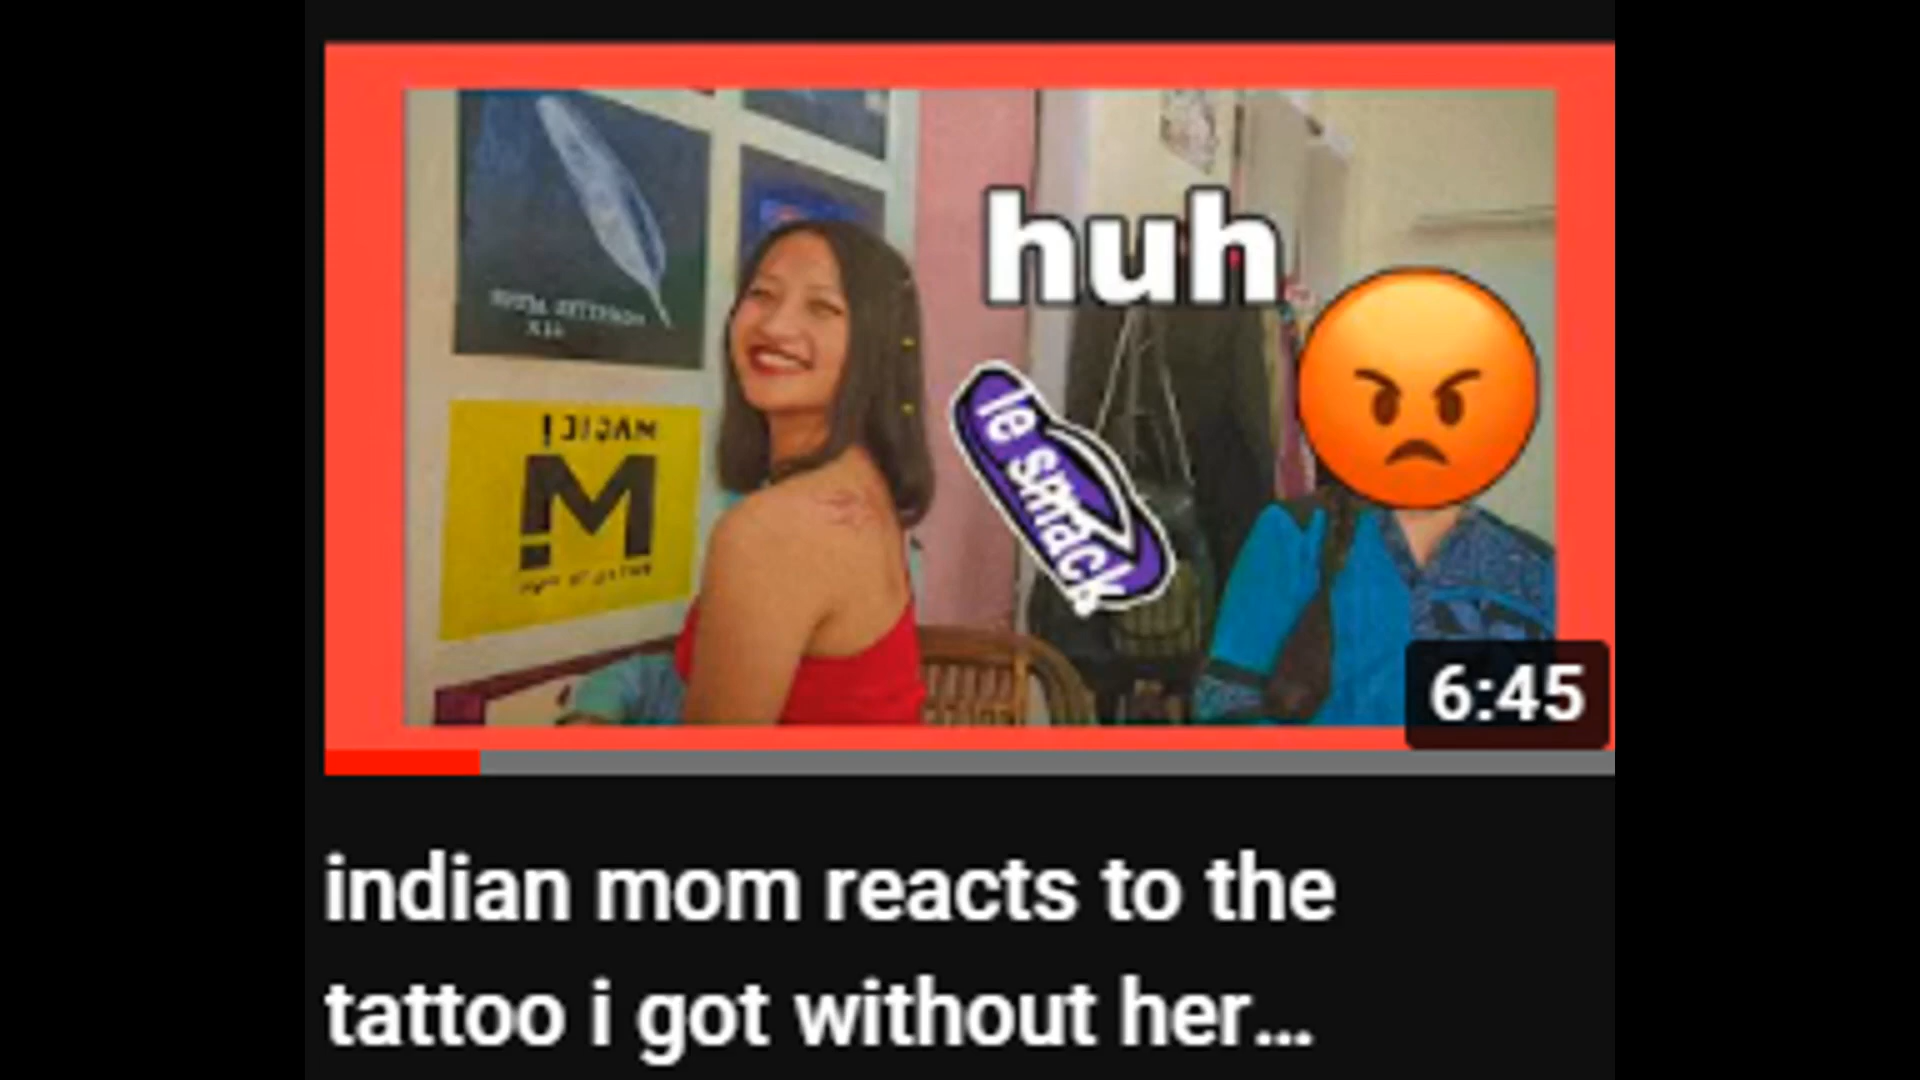 huh
le smack
M
6:45
indian mom reacts to the
tattoo i got without her...